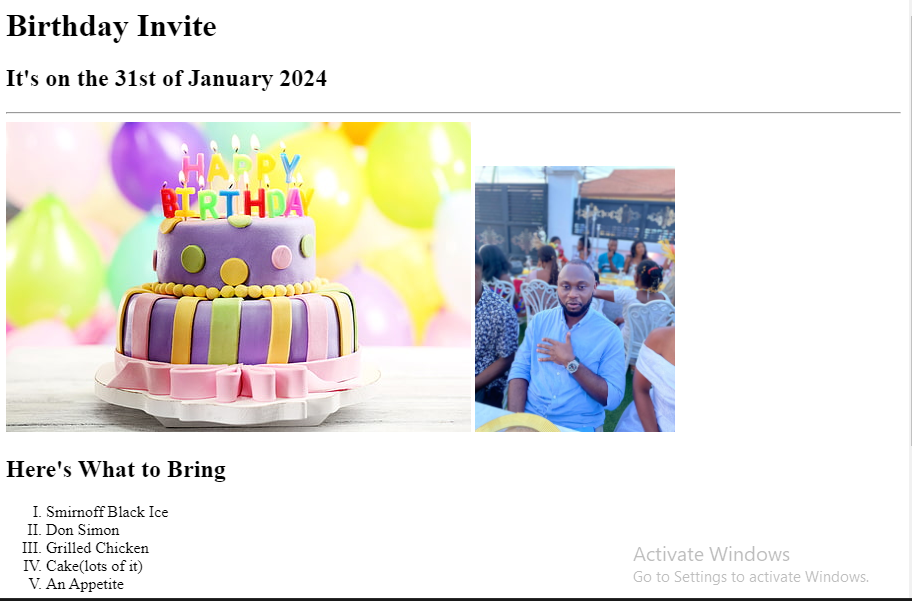 Birthday Invite
It's on the 31st of January 2024
HAPPY
BIRTHDAY
Here's What to Bring
I. Smirnoff Black Ice
II. Don Simon
III. Grilled Chicken
IV. Cake(lots of it)
V. An Appetite
Activate Windows
Go to Settings to activate Windows.